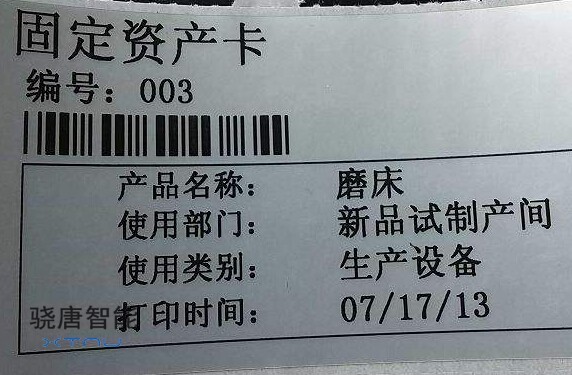 固定资产卡
编号：003
产品名称： 磨床
使用部门： 新品试制产间
使用类别： 生产设备
打印时间： 07/17/13
骁唐智能